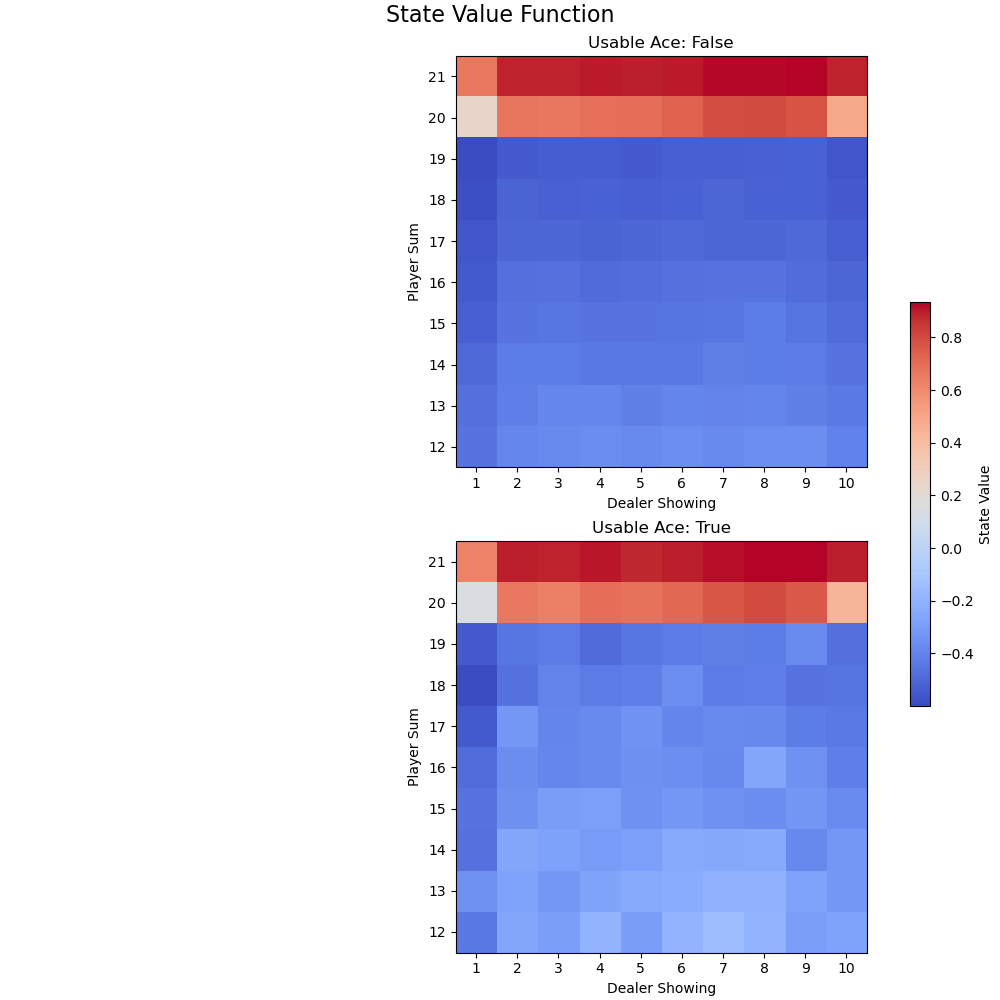 State Value Function
Usable Ace: False
21
20
19
18
17
16
15
14
13
12
Player Sum
1 2 3 4 5 6 7 8 9 10
Dealer Showing
Usable Ace: True
21
20
19
18
17
16
15
14
13
12
Player Sum
1 2 3 4 5 6 7 8 9 10
Dealer Showing
0.8
0.6
0.4
0.2
0.0
−0.2
−0.4
State Value